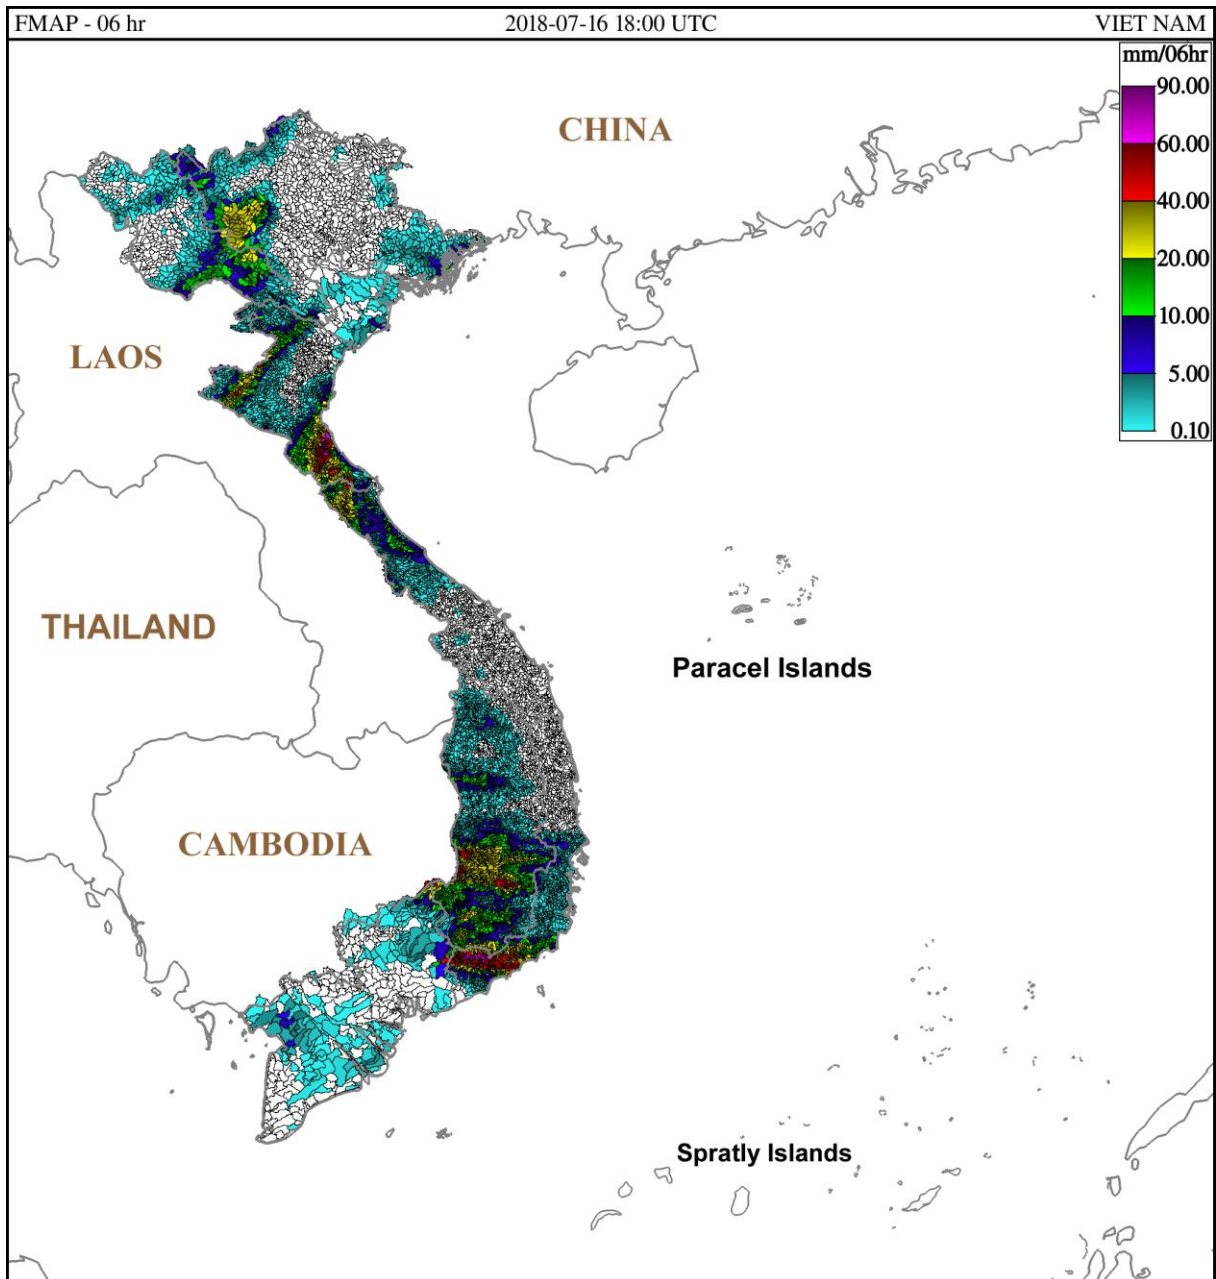 FMAP - 06 hr 2018-07-16 18:00 UTC VIET NAM
mm/06hr
90.00
60.00
40.00
20.00
10.00
5.00
0.10
CHINA
LAOS
THAILAND
Paracel Islands
CAMBODIA
Spratly Islands